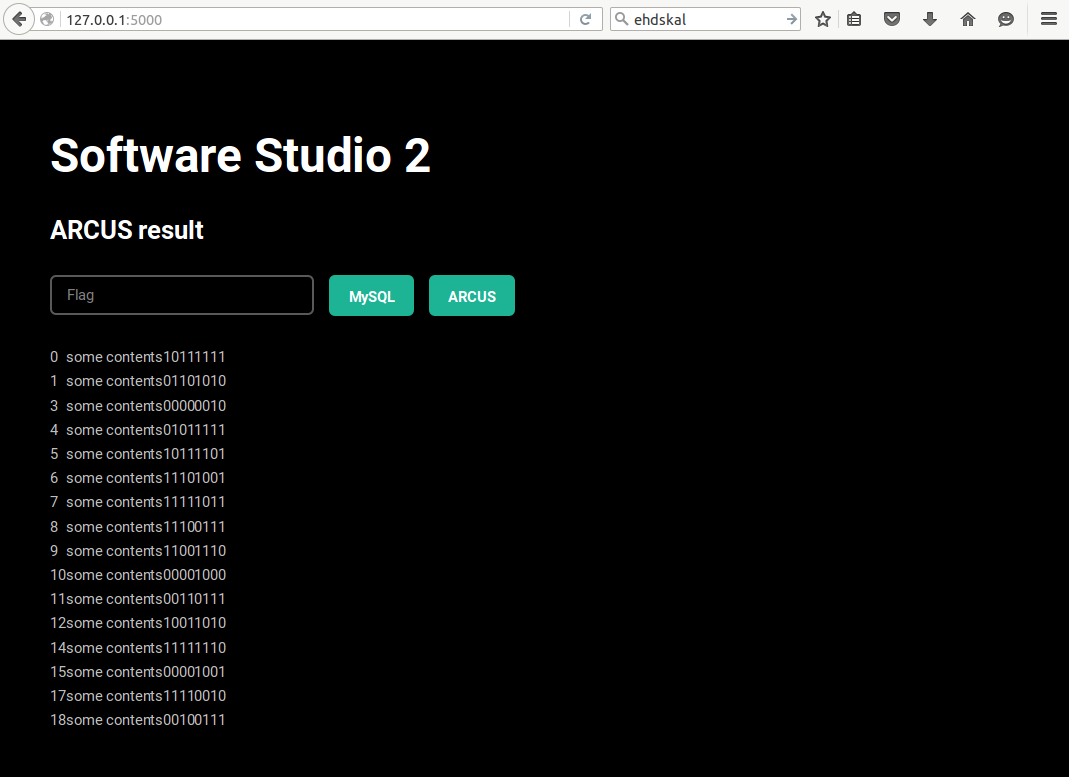 127.0.0.1:5000 ehdskal
Software Studio 2
ARCUS result
Flag MySQL ARCUS
0 some contents10111111
1 some contents01101010
3 some contents00000010
4 some contents01011111
5 some contents10111101
6 some contents11101001
7 some contents11111011
8 some contents11100111
9 some contents11001110
10some contents00001000
11some contents00110111
12some contents10011010
14some contents11111110
15some contents00001001
17some contents11110010
18some contents00100111